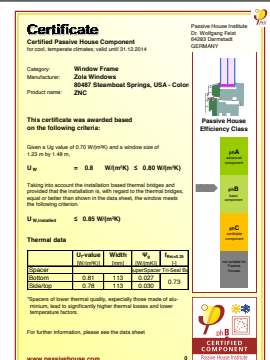 Certificate
Certified Passive House Component
for cool, temperate climates; valid until 31.12.2014
Passive House Institute
Dr. Wolfgang Feist
64283 Darmstadt
GERMANY
Category: Window Frame
Manufacturer: Zola Windows
80487 Steamboat Springs, USA - Color
Product name: ZNC
This certificate was awarded based
on the following criteria:
Given a Ug value of 0.70 W/(m²K) and a window size of
1.23 m by 1.48 m,
U W = 0.8 W/(m²K) ≤ 0.80 W/(m²K)
Taking into account the installation based thermal bridges and
provided that the installation is, with regard to the thermal bridges,
equal or better than shown in the data sheet, the window meets
the following criterion.
U W,installed ≤ 0.85 W/(m²K)
Thermal data
Uf-value Width Ψg fRsi=0.25
[W/(m²K)] [mm] [W/(mK)] [-]
Spacer SuperSpacer Tri-Seal
Bottom 0.81 113 0.027 0.73
Side/top 0.78 113 0.030
*Spacers of lower thermal quality, especially those made of alu-
minium, lead to significantly higher thermal losses and lower
temperature factors.
For further information, please see the data sheet
www.passivehouse.com
Passive House
Efficiency Class
phA
advanced
component
phB
basic
component
phC
certifiable
component
not suitable for
Passive
Houses
ph B
CERTIFIED
COMPONENT
Passive House Institute